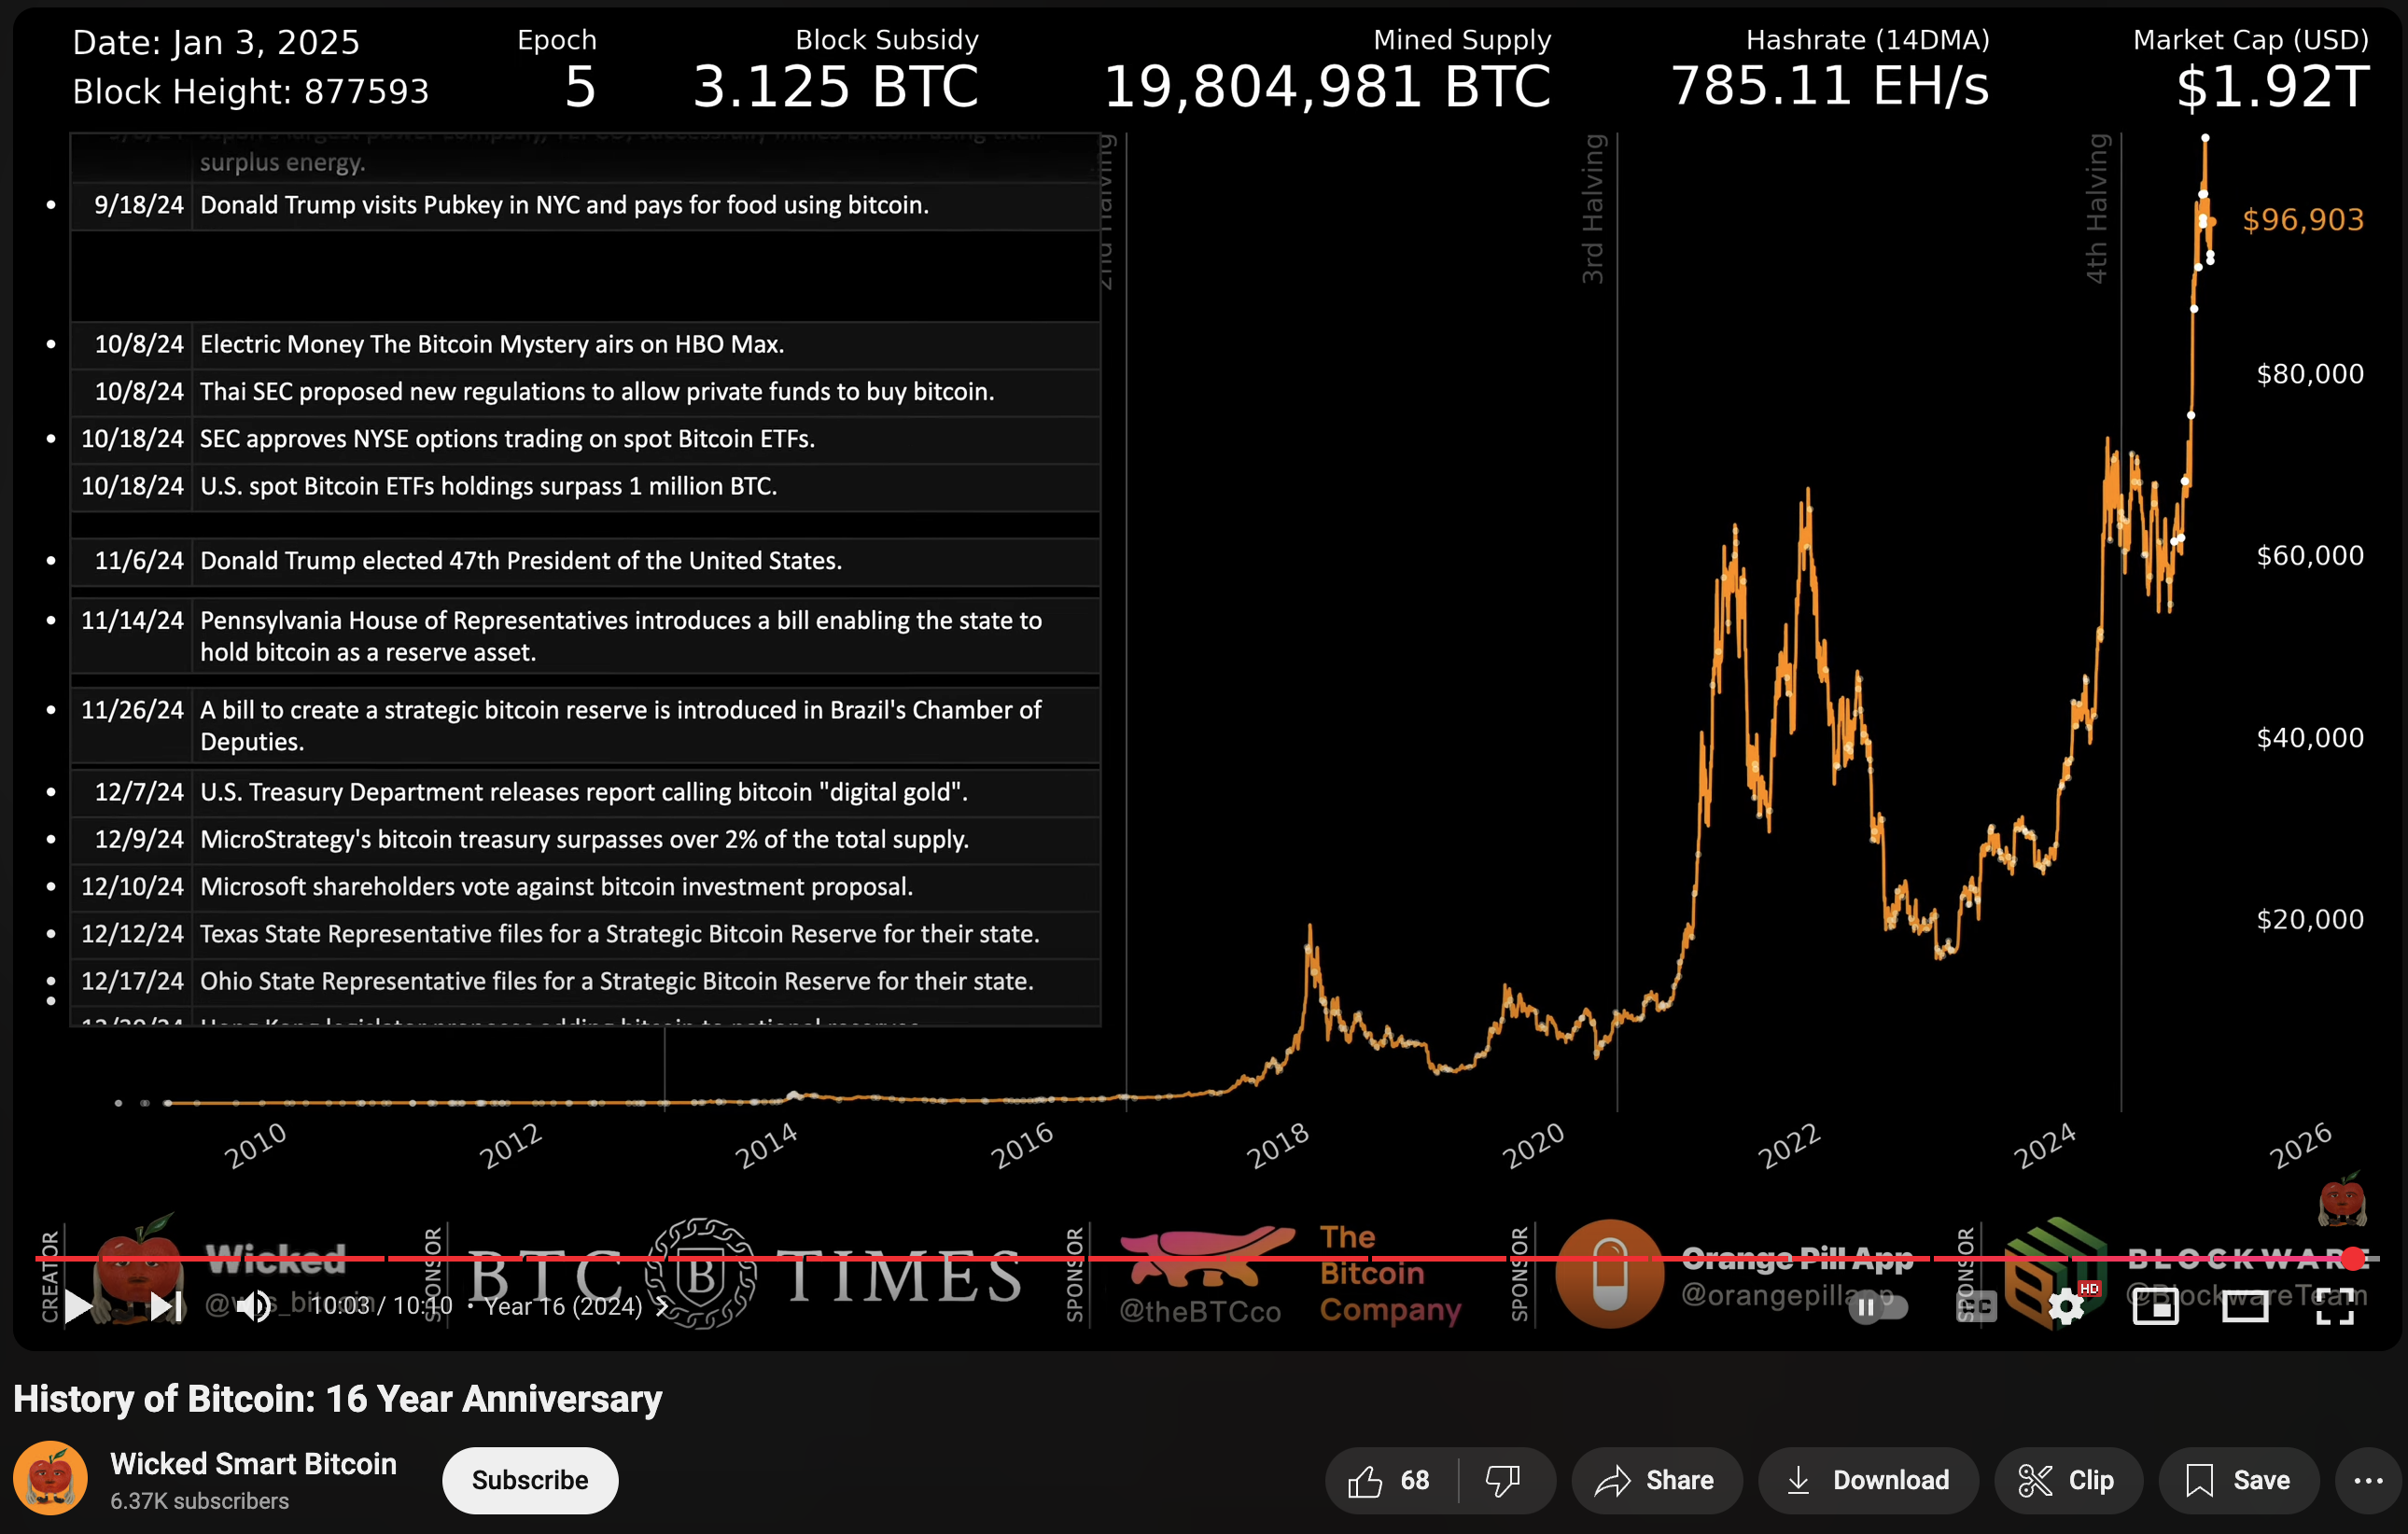 Date: Jan 3, 2025
Block Height: 877593
Epoch
5
Block Subsidy
3.125 BTC
Mined Supply
19,804,981 BTC
Hashrate (14DMA)
785.11 EH/s
Market Cap (USD)
$1.92T
surplus energy.
9/18/24 Donald Trump visits Pubkey in NYC and pays for food using bitcoin.
10/8/24 Electric Money The Bitcoin Mystery airs on HBO Max.
10/8/24 Thai SEC proposed new regulations to allow private funds to buy bitcoin.
10/18/24 SEC approves NYSE options trading on spot Bitcoin ETFs.
10/18/24 U.S. spot Bitcoin ETFs holdings surpass 1 million BTC.
11/6/24 Donald Trump elected 47th President of the United States.
11/14/24 Pennsylvania House of Representatives introduces a bill enabling the state to
hold bitcoin as a reserve asset.
11/26/24 A bill to create a strategic bitcoin reserve is introduced in Brazil's Chamber of
Deputies.
12/7/24 U.S. Treasury Department releases report calling bitcoin "digital gold".
12/9/24 MicroStrategy's bitcoin treasury surpasses over 2% of the total supply.
12/10/24 Microsoft shareholders vote against bitcoin investment proposal.
12/12/24 Texas State Representative files for a Strategic Bitcoin Reserve for their state.
12/17/24 Ohio State Representative files for a Strategic Bitcoin Reserve for their state.
2nd Halving
3rd Halving
4th Halving
$96,903
$80,000
$60,000
$40,000
$20,000
2010
2012
2014
2016
2018
2020
2022
2024
2026
CREATOR
Wicked
SPONSOR
BTC B TIMES
SPONSOR
@theBTCco
The
Bitcoin
Company
SPONSOR
Orange Pill App
SPONSOR
BLOCKWARE
@BlockwareTeam
10:03 / 10:10 • Year 16 (2024)
HD
History of Bitcoin: 16 Year Anniversary
Wicked Smart Bitcoin
6.37K subscribers
Subscribe
68
Share
Download
Clip
Save